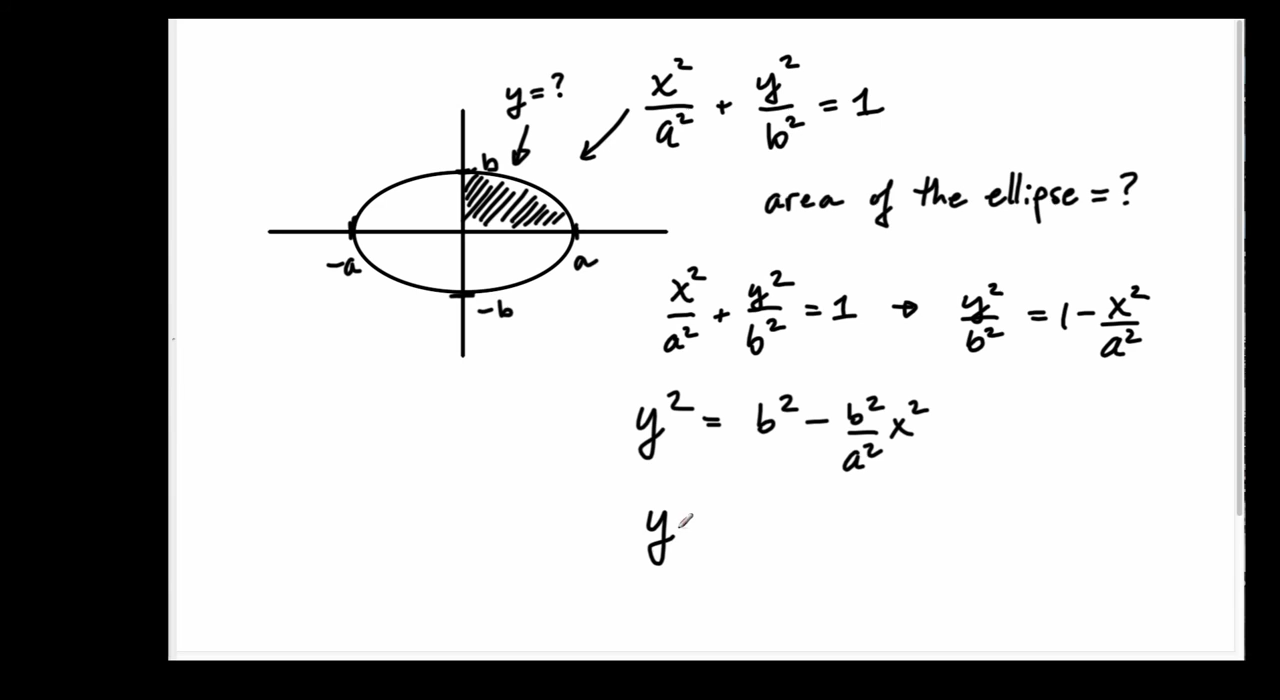 y = ?
x²/a² + y²/b² = 1
b
area of the ellipse = ?
-a
a
-b
x²/a² + y²/b² = 1 → y²/b² = 1 - x²/a²
y² = b² - b²/a² x²
y